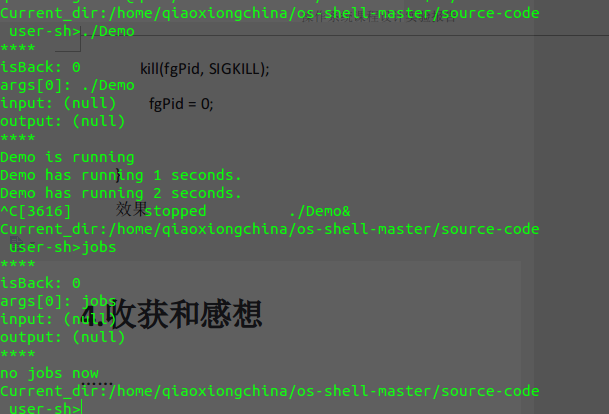 Current_dir:/home/qiaoxiongchina/os-shell-master/source-code
user-sh>./Demo
****
isBack: 0
kill(fgPid, SIGKILL);
args[0]: ./Demo
input: (null)
fgPid = 0;
output: (null)
****
Demo is running
Demo has running 1 seconds.
}
Demo has running 2 seconds.
效果
^C[3616] stopped ./Demo&
Current_dir:/home/qiaoxiongchina/os-shell-master/source-code
user-sh>jobs
****
isBack: 0
args[0]: jobs
4.收获和感想
input: (null)
output: (null)
****
no jobs now
……
Current_dir:/home/qiaoxiongchina/os-shell-master/source-code
user-sh>